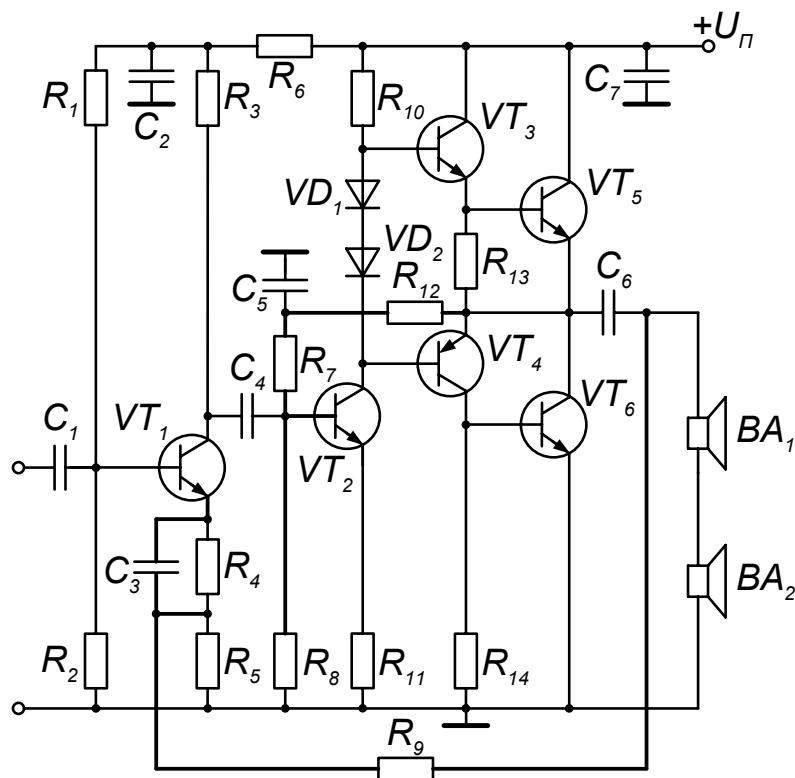 +U_П
R₁
C₂
R₃
R₆
R₁₀
VT₃
C₇
VD₁
VT₅
VD₂
C₅
R₁₂
R₁₃
C₆
R₇
VT₄
C₄
C₁
VT₁
VT₆
BA₁
VT₂
C₃
R₄
BA₂
R₂
R₅
R₈
R₁₁
R₁₄
R₉